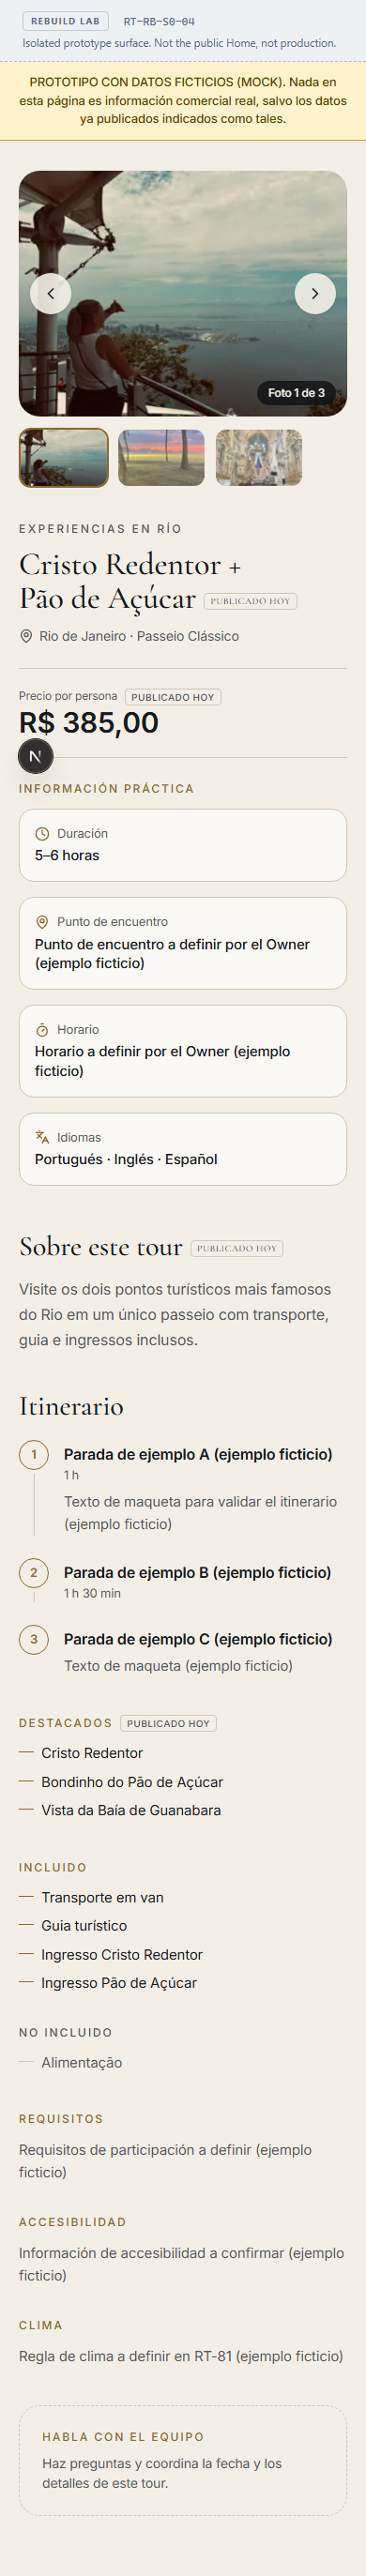 REBUILD LAB RT-RB-S0-04
Isolated prototype surface. Not the public Home, not production.
PROTOTIPO CON DATOS FICTICIOS (MOCK). Nada en
esta página es información comercial real, salvo los datos
ya publicados indicados como tales.
Foto 1 de 3
EXPERIENCIAS EN RÍO
Cristo Redentor +
Pão de Açúcar PUBLICADO HOY
Rio de Janeiro · Passeio Clássico
Precio por persona PUBLICADO HOY
R$ 385,00
N
INFORMACIÓN PRÁCTICA
Duración
5–6 horas
Punto de encuentro
Punto de encuentro a definir por el Owner
(ejemplo ficticio)
Horario
Horario a definir por el Owner (ejemplo
ficticio)
Idiomas
Portugués · Inglés · Español
Sobre este tour PUBLICADO HOY
Visite os dois pontos turísticos mais famosos
do Rio em um único passeio com transporte,
guia e ingressos inclusos.
Itinerario
1 Parada de ejemplo A (ejemplo ficticio)
1 h
Texto de maqueta para validar el itinerario
(ejemplo ficticio)
2 Parada de ejemplo B (ejemplo ficticio)
1 h 30 min
3 Parada de ejemplo C (ejemplo ficticio)
Texto de maqueta (ejemplo ficticio)
DESTACADOS PUBLICADO HOY
— Cristo Redentor
— Bondinho do Pão de Açúcar
— Vista da Baía de Guanabara
INCLUIDO
— Transporte em van
— Guia turístico
— Ingresso Cristo Redentor
— Ingresso Pão de Açúcar
NO INCLUIDO
— Alimentação
REQUISITOS
Requisitos de participación a definir (ejemplo
ficticio)
ACCESIBILIDAD
Información de accesibilidad a confirmar (ejemplo
ficticio)
CLIMA
Regla de clima a definir en RT-81 (ejemplo ficticio)
HABLA CON EL EQUIPO
Haz preguntas y coordina la fecha y los
detalles de este tour.